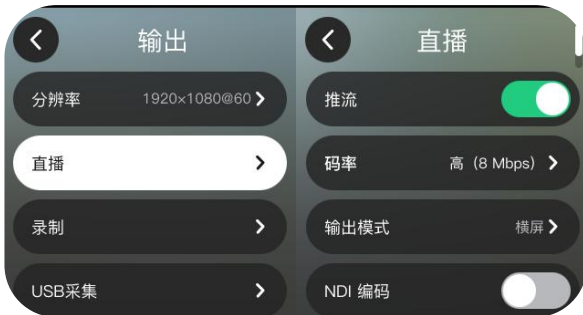 输出
分辨率 1920×1080@60
直播
录制
USB采集
直播
推流
码率 高（8 Mbps）
输出模式 横屏
NDI 编码